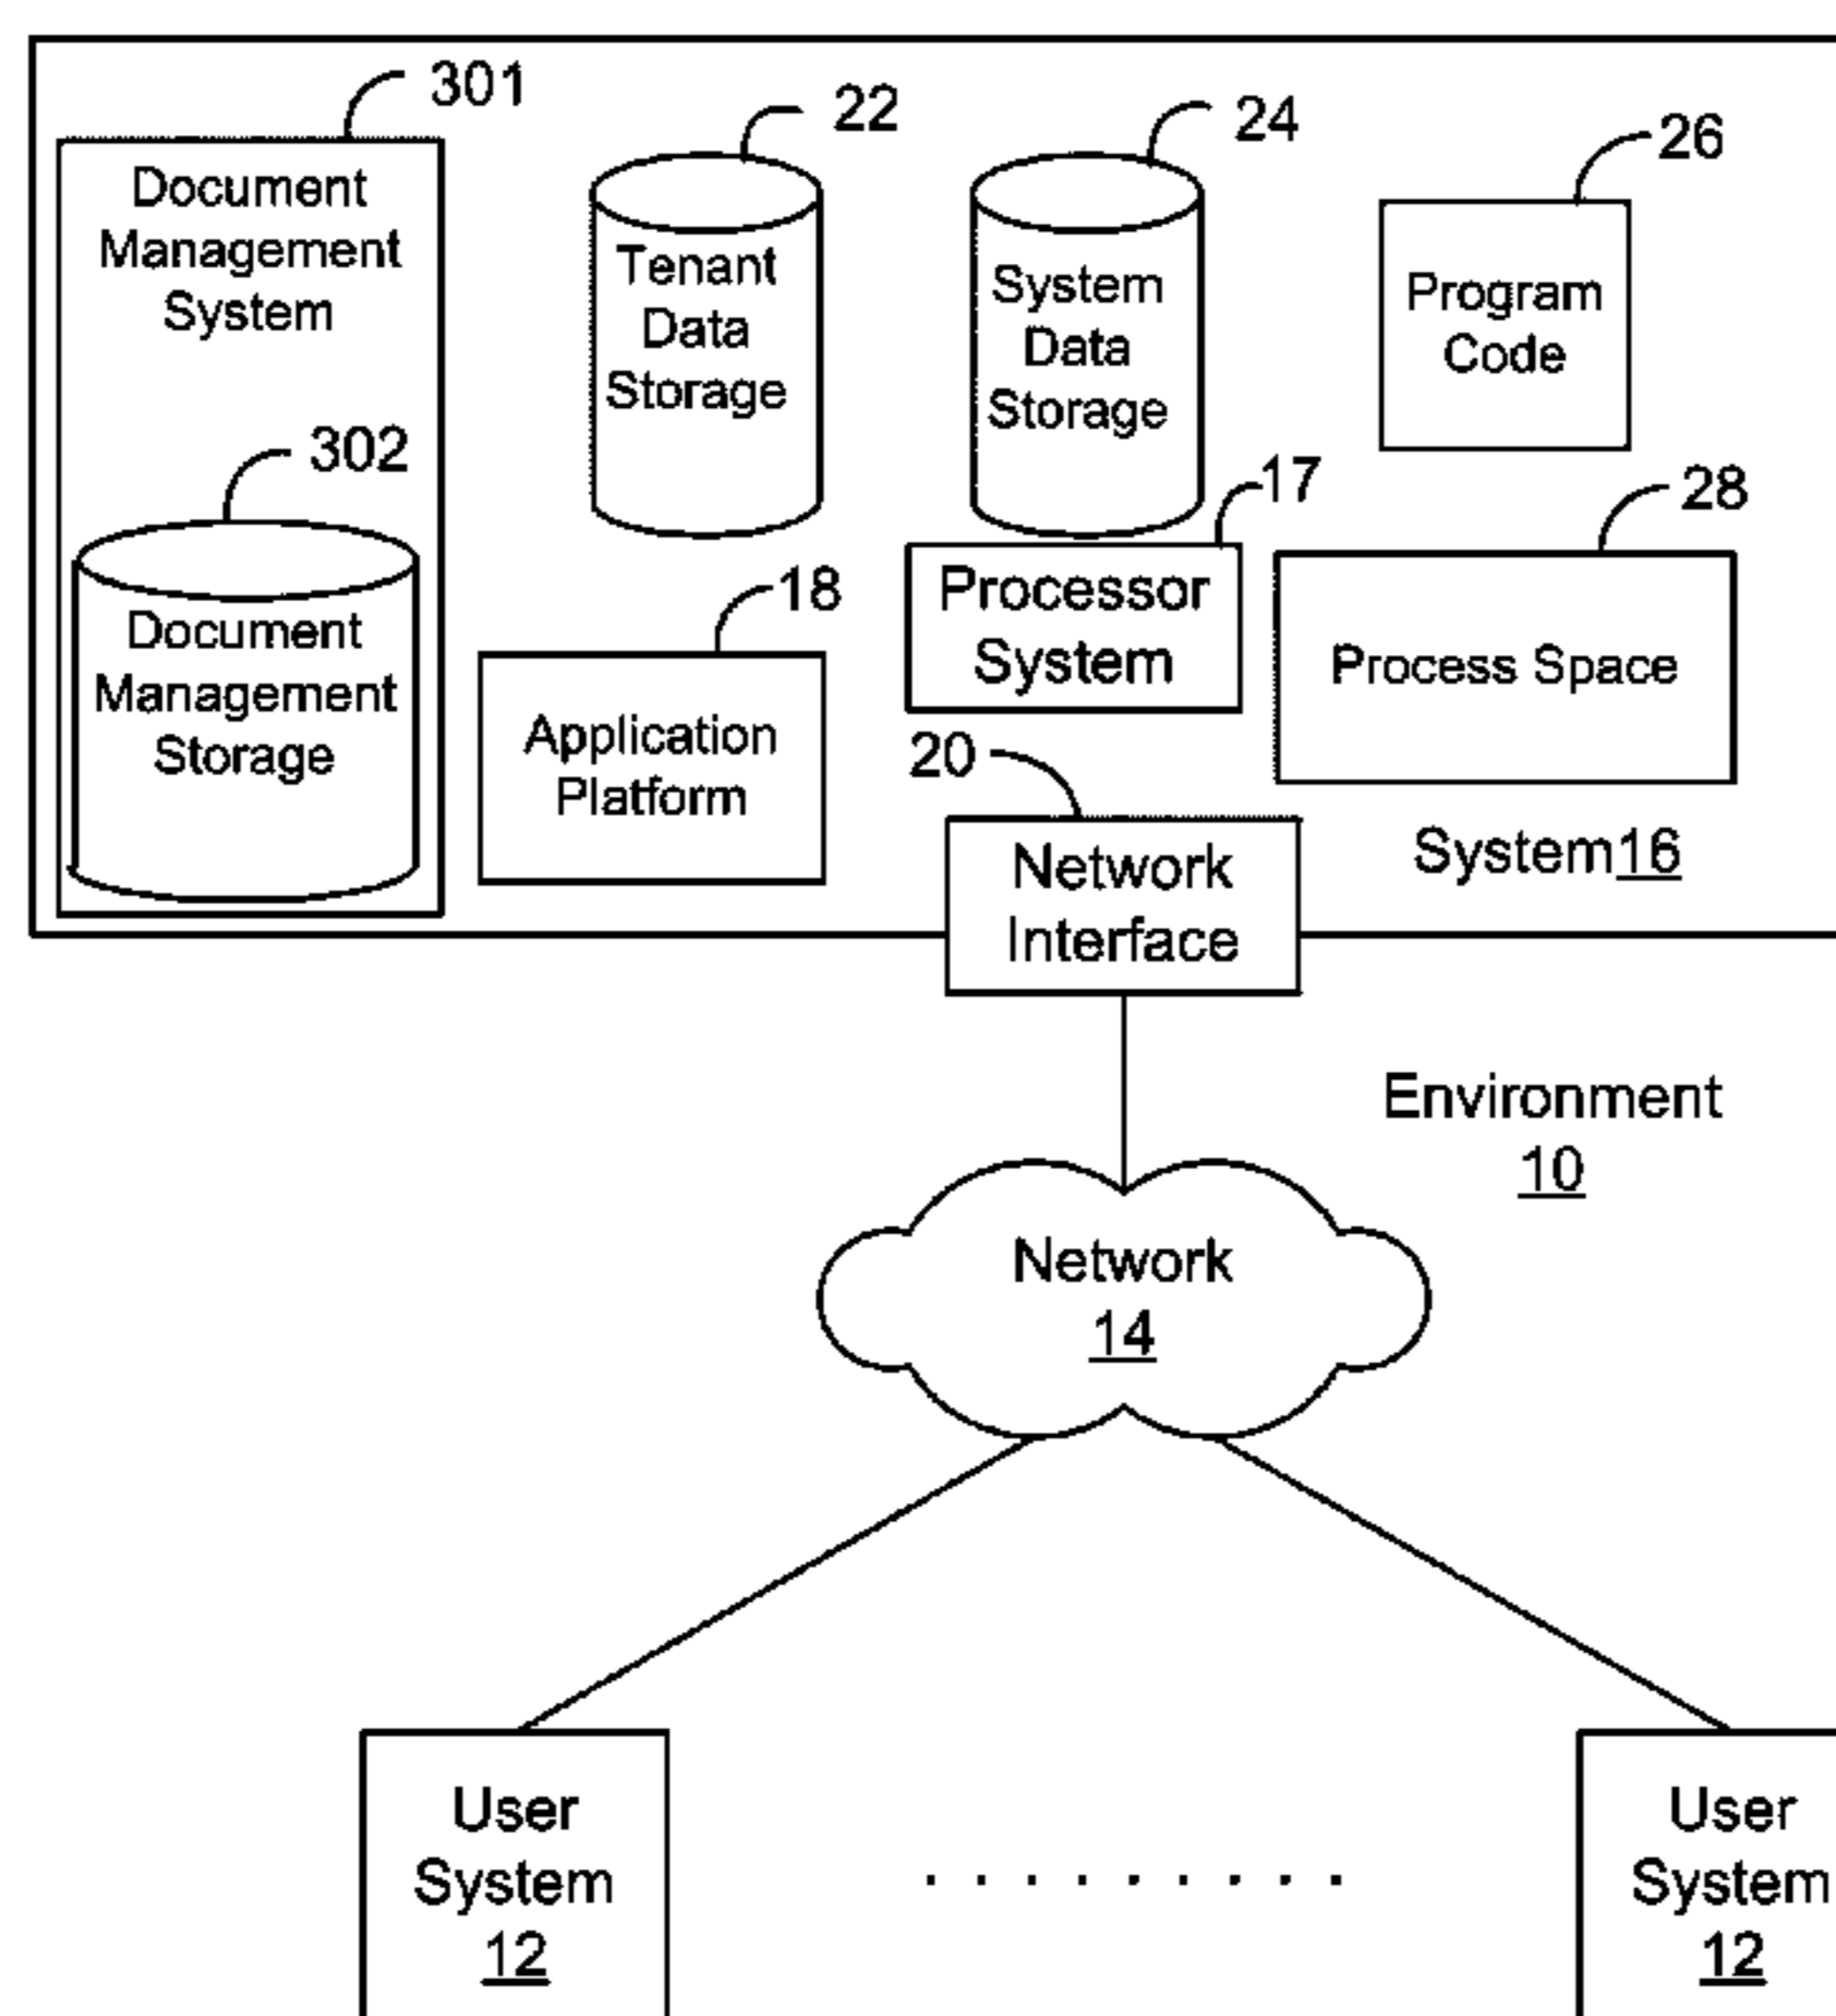 301
Document
Management
System
302
Document
Management
Storage
22
Tenant
Data
Storage
24
System
Data
Storage
26
Program
Code
18
Application
Platform
17
Processor
System
28
Process Space
20
Network
Interface
System16
Environment
10
Network
14
User
System
12
. . . . . . . . .
User
System
12